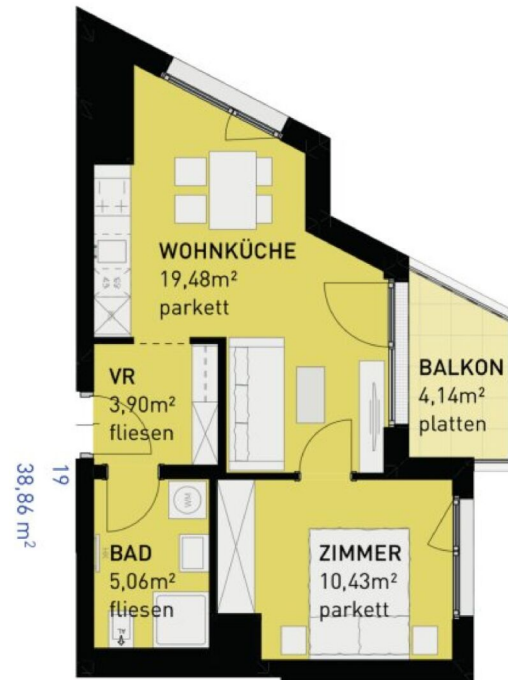 WOHNKÜCHE
19,48m²
parkett
VR
3,90m²
fliesen
BALKON
4,14m²
platten
19
38,86 m²
WM
BAD
5,06m²
fliesen
ZIMMER
10,43m²
parkett